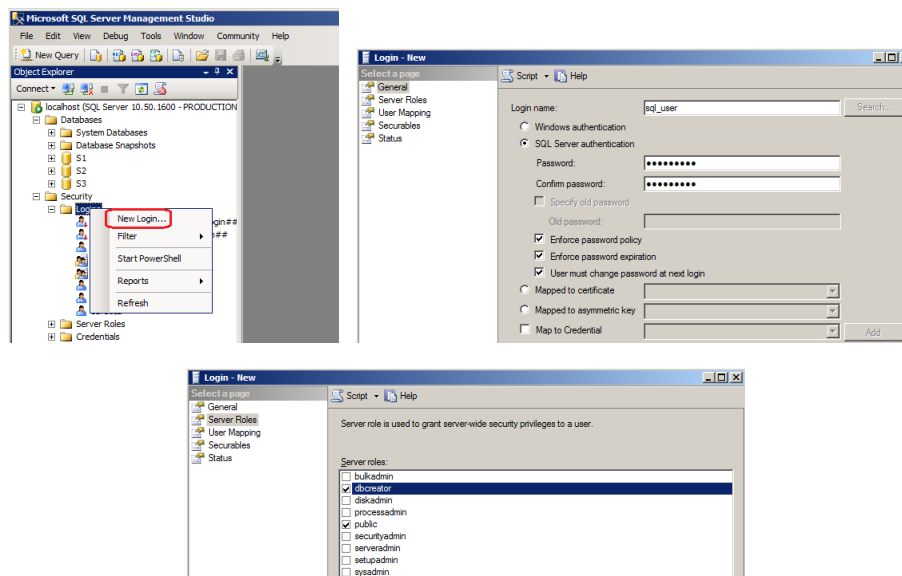 Microsoft SQL Server Management Studio
File Edit View Debug Tools Window Community Help
New Query
Object Explorer
Connect
localhost (SQL Server 10.50.1600 - PRODUCTION
Databases
System Databases
Database Snapshots
S1
S2
S3
Security
New Login...
gin##
Filter
##
Start PowerShell
Reports
Refresh
Server Roles
Credentials
Login - New
Select a page
General
Server Roles
User Mapping
Securables
Status
Script Help
Login name: sql_user Search...
Windows authentication
SQL Server authentication
Password: •••••••••
Confirm password: •••••••••
Specify old password
Old password:
Enforce password policy
Enforce password expiration
User must change password at next login
Mapped to certificate
Mapped to asymmetric key
Map to Credential Add
Login - New
Select a page
General
Server Roles
User Mapping
Securables
Status
Script Help
Server role is used to grant server-wide security privileges to a user.
Server roles:
bulkadmin
dbcreator
diskadmin
processadmin
public
securityadmin
serveradmin
setupadmin
sysadmin